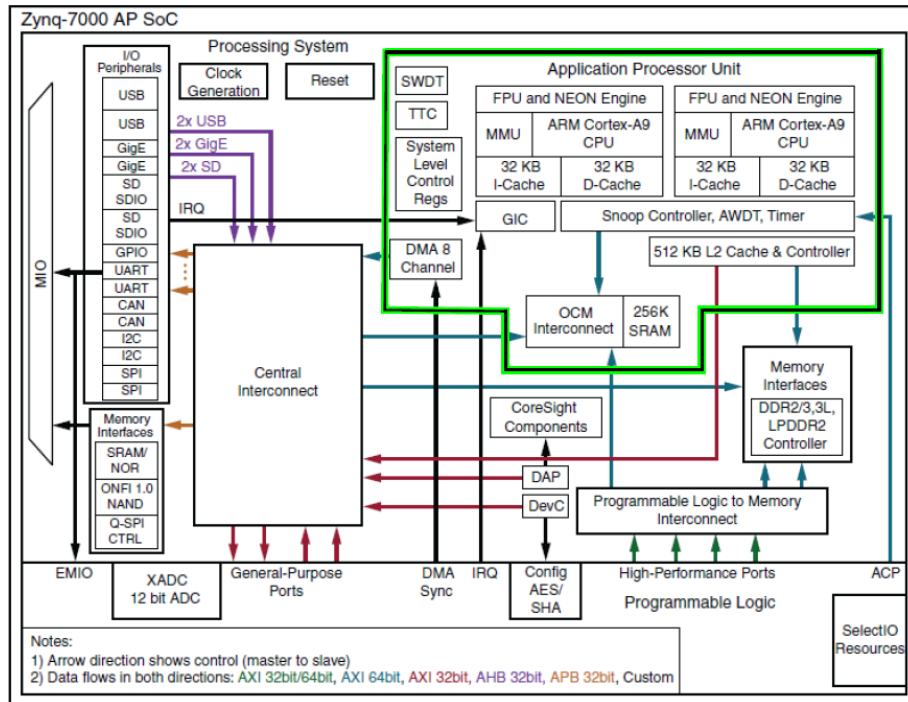 Zynq-7000 AP SoC
Processing System
I/O
Peripherals
USB
USB
GigE
GigE
SD
SDIO
SD
SDIO
GPIO
UART
UART
CAN
CAN
I2C
I2C
SPI
SPI
MIO
Memory
Interfaces
SRAM/
NOR
ONFI 1.0
NAND
Q-SPI
CTRL
Clock
Generation
Reset
2x USB
2x GigE
2x SD
IRQ
Central
Interconnect
Application Processor Unit
SWDT
TTC
System
Level
Control
Regs
FPU and NEON Engine
MMU
ARM Cortex-A9
CPU
32 KB
I-Cache
32 KB
D-Cache
FPU and NEON Engine
MMU
ARM Cortex-A9
CPU
32 KB
I-Cache
32 KB
D-Cache
GIC
Snoop Controller, AWDT, Timer
DMA 8
Channel
512 KB L2 Cache & Controller
OCM
Interconnect
256K
SRAM
Memory
Interfaces
DDR2/3,3L,
LPDDR2
Controller
CoreSight
Components
DAP
DevC
Programmable Logic to Memory
Interconnect
EMIO
XADC
12 bit ADC
General-Purpose
Ports
DMA
Sync
IRQ
Config
AES/
SHA
High-Performance Ports
ACP
Programmable Logic
SelectIO
Resources
Notes:
1) Arrow direction shows control (master to slave)
2) Data flows in both directions: AXI 32bit/64bit, AXI 64bit, AXI 32bit, AHB 32bit, APB 32bit, Custom